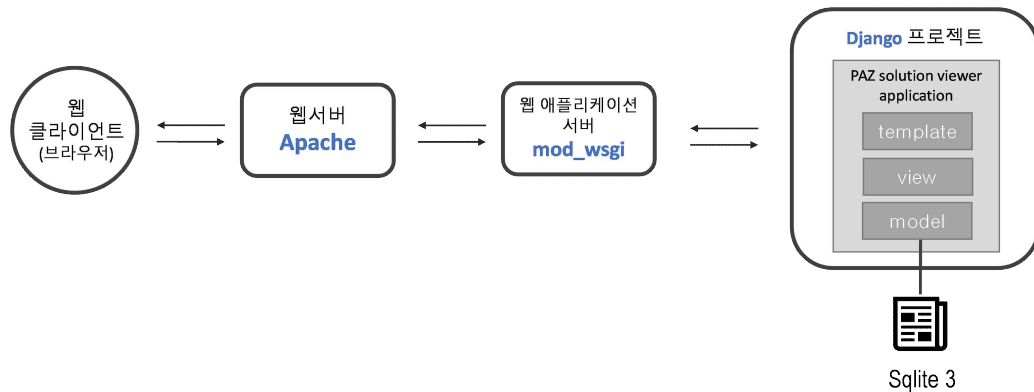 웹
클라이언트
(브라우저)
웹서버
Apache
웹 애플리케이션
서버
mod_wsgi
Django 프로젝트
PAZ solution viewer
application
template
view
model
Sqlite 3